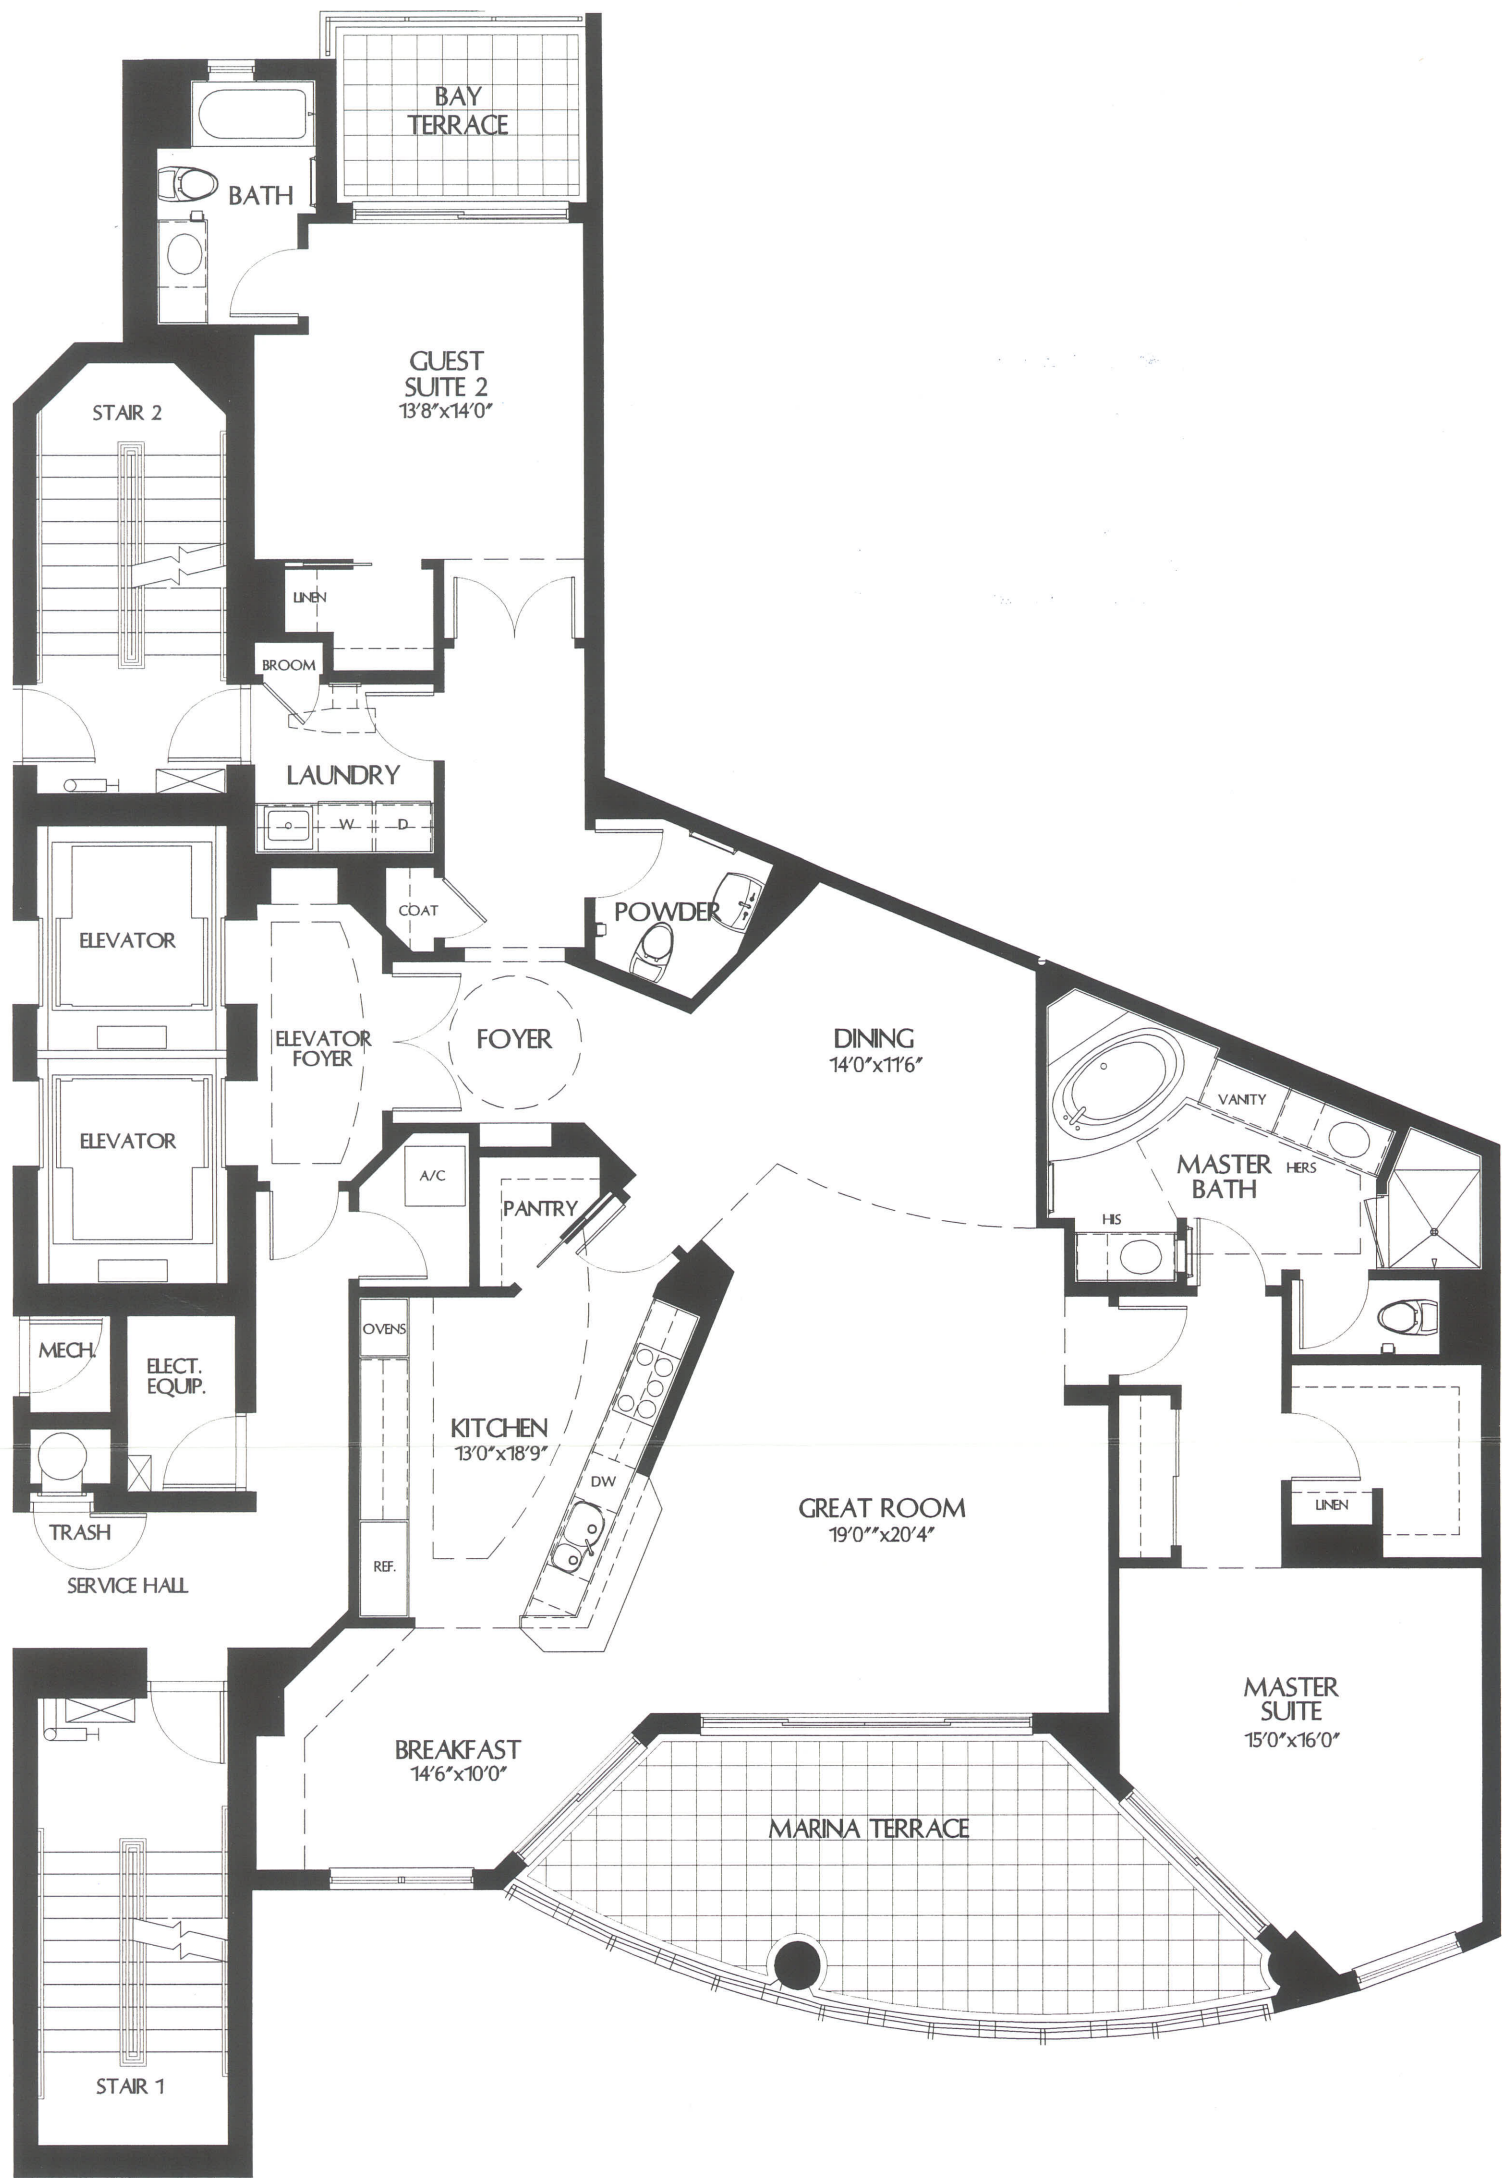 BAY
TERRACE
BATH
GUEST
SUITE 2
13'8"x14'0"
STAIR 2
LINEN
BROOM
LAUNDRY
W
D
COAT
POWDER
ELEVATOR
ELEVATOR
FOYER
FOYER
DINING
14'0"x11'6"
VANITY
HERS
MASTER
BATH
HIS
ELEVATOR
A/C
PANTRY
OVENS
MECH.
ELECT.
EQUIP.
KITCHEN
13'0"x18'9"
DW
GREAT ROOM
19'0""x20'4"
LINEN
TRASH
REF.
SERVICE HALL
MASTER
SUITE
15'0"x16'0"
BREAKFAST
14'6"x10'0"
MARINA TERRACE
STAIR 1